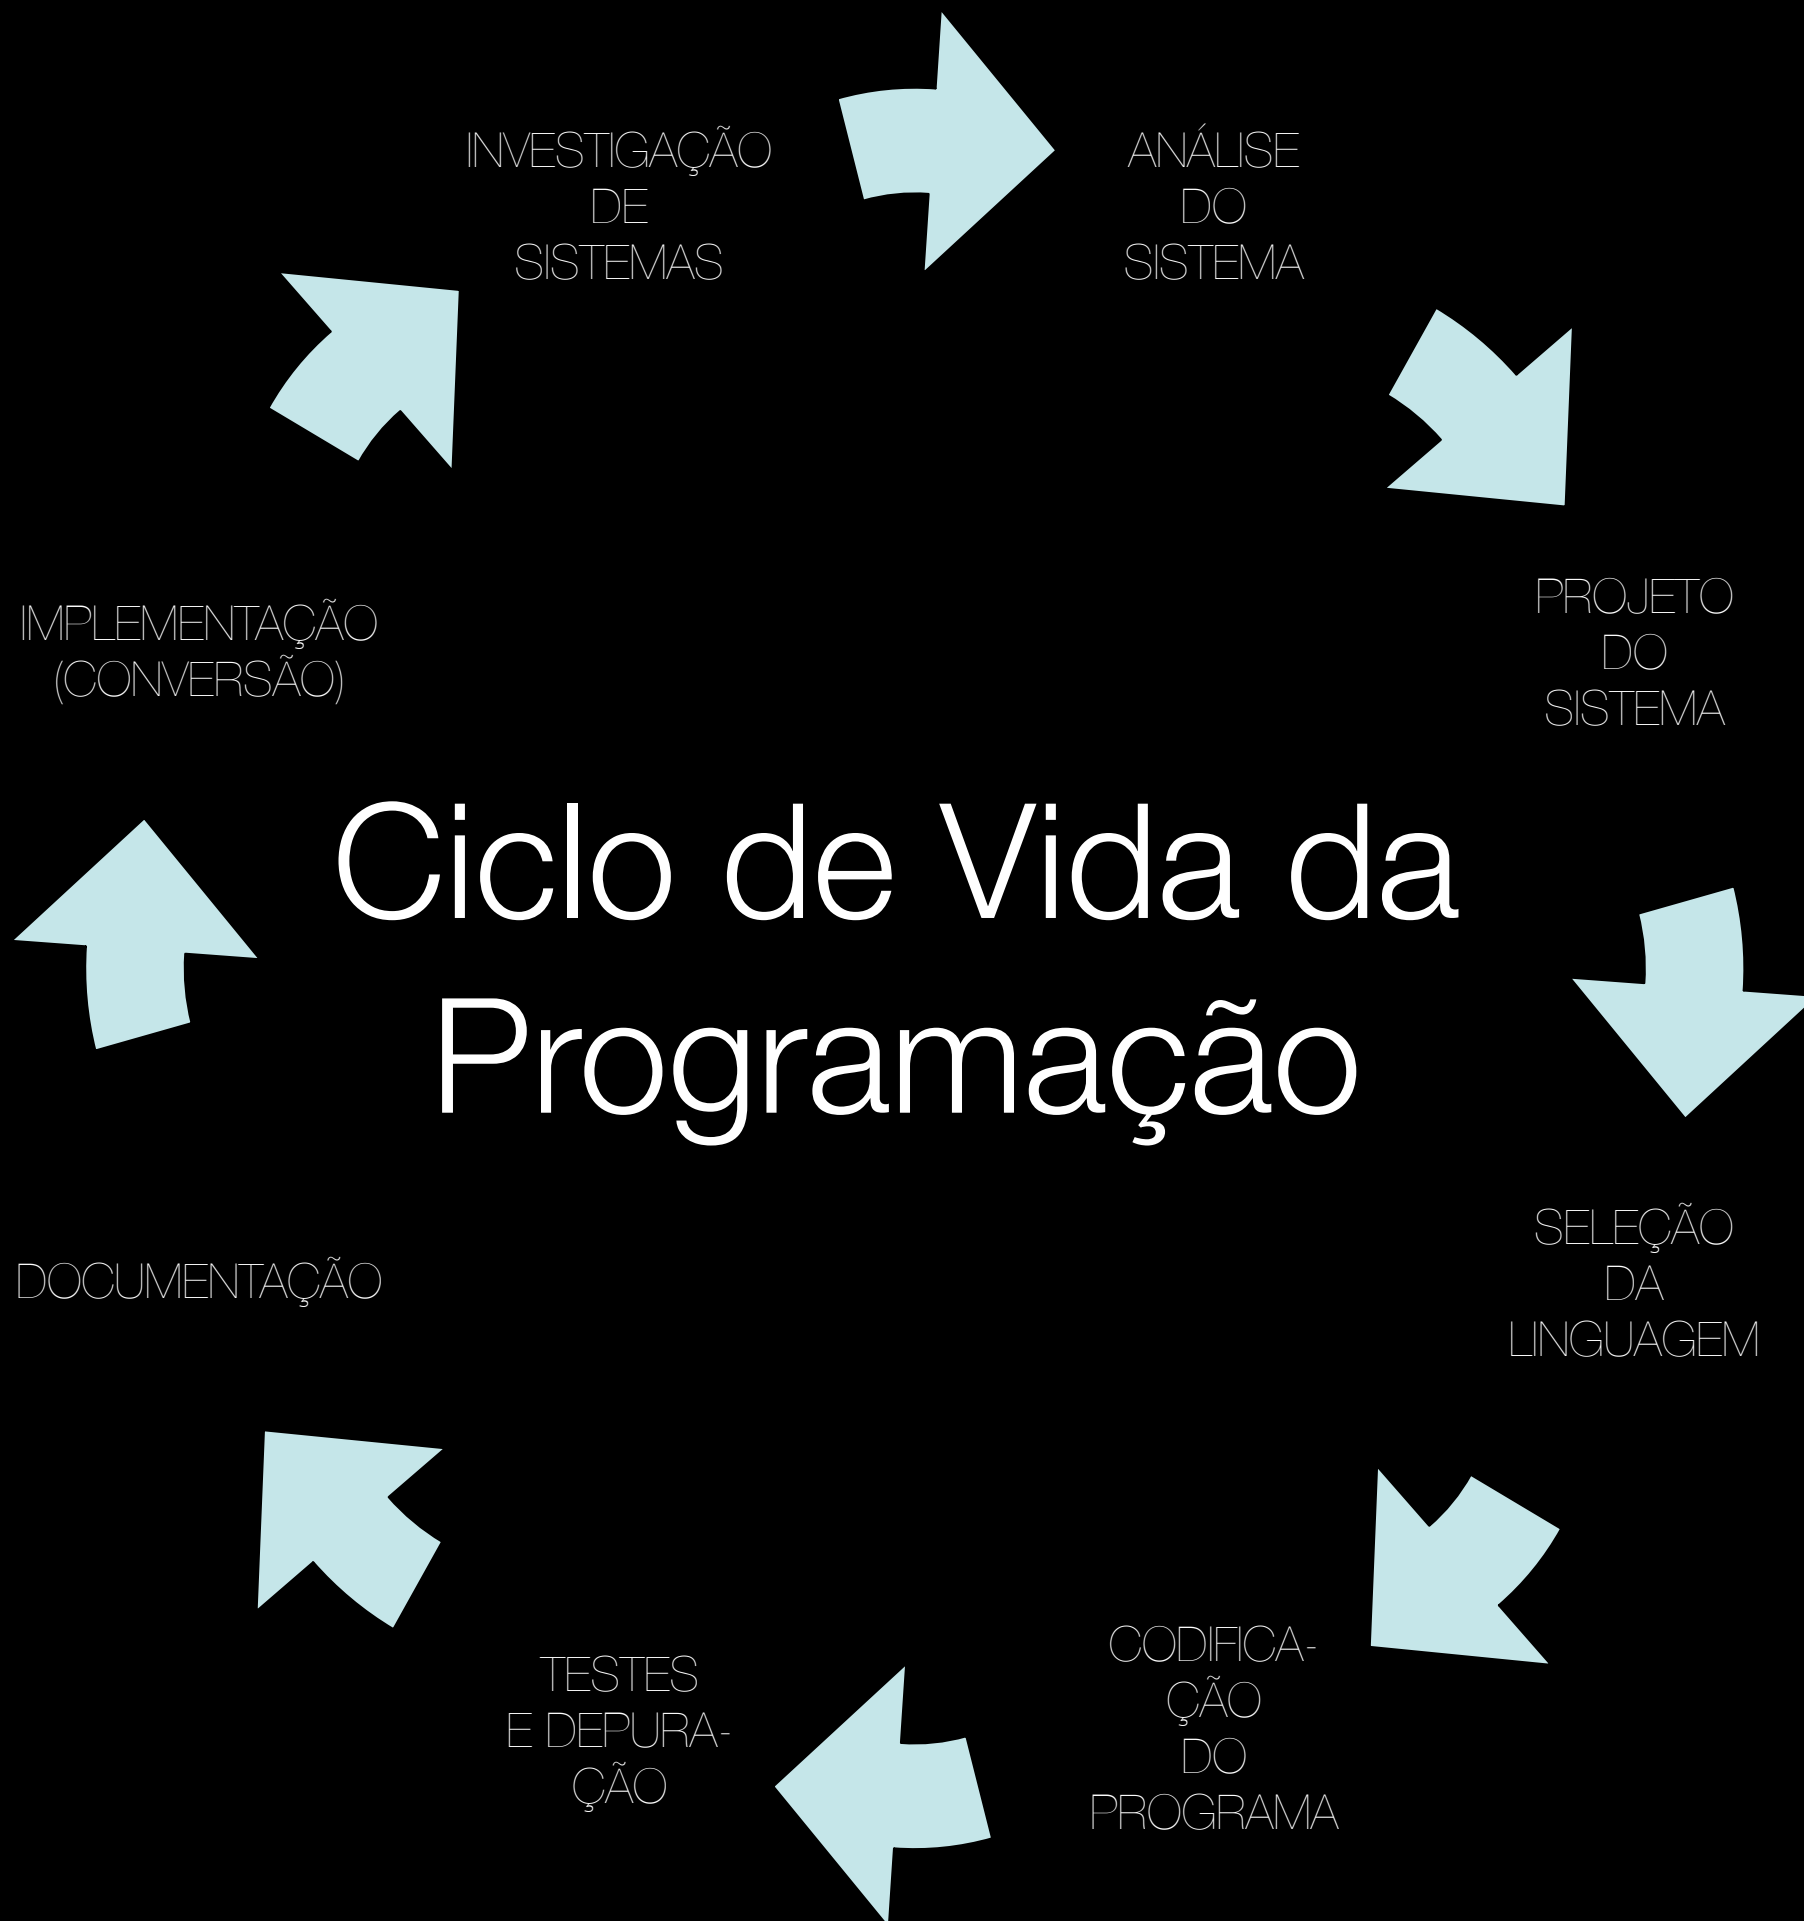 INVESTIGAÇÃO
DE
SISTEMAS
ANÁLISE
DO
SISTEMA
PROJETO
DO
SISTEMA
SELEÇÃO
DA
LINGUAGEM
CODIFICA-
ÇÃO
DO
PROGRAMA
TESTES
E DEPURA-
ÇÃO
DOCUMENTAÇÃO
IMPLEMENTAÇÃO
(CONVERSÃO)
Ciclo de Vida da
Programação